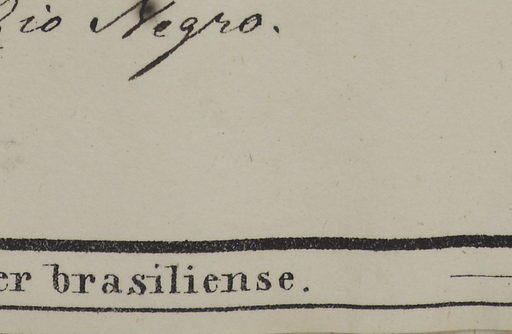 Rio Negro.
er brasiliense.